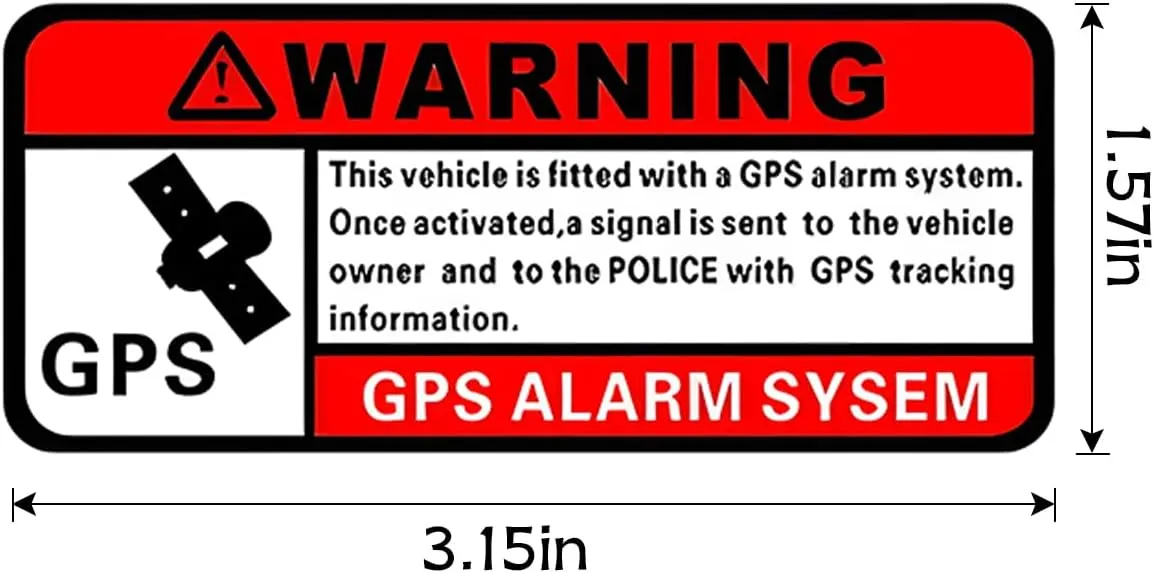 WARNING
This vehicle is fitted with a GPS alarm system.
Once activated,a signal is sent to the vehicle
owner and to the POLICE with GPS tracking
information.
GPS
GPS ALARM SYSEM
1.57in
3.15in